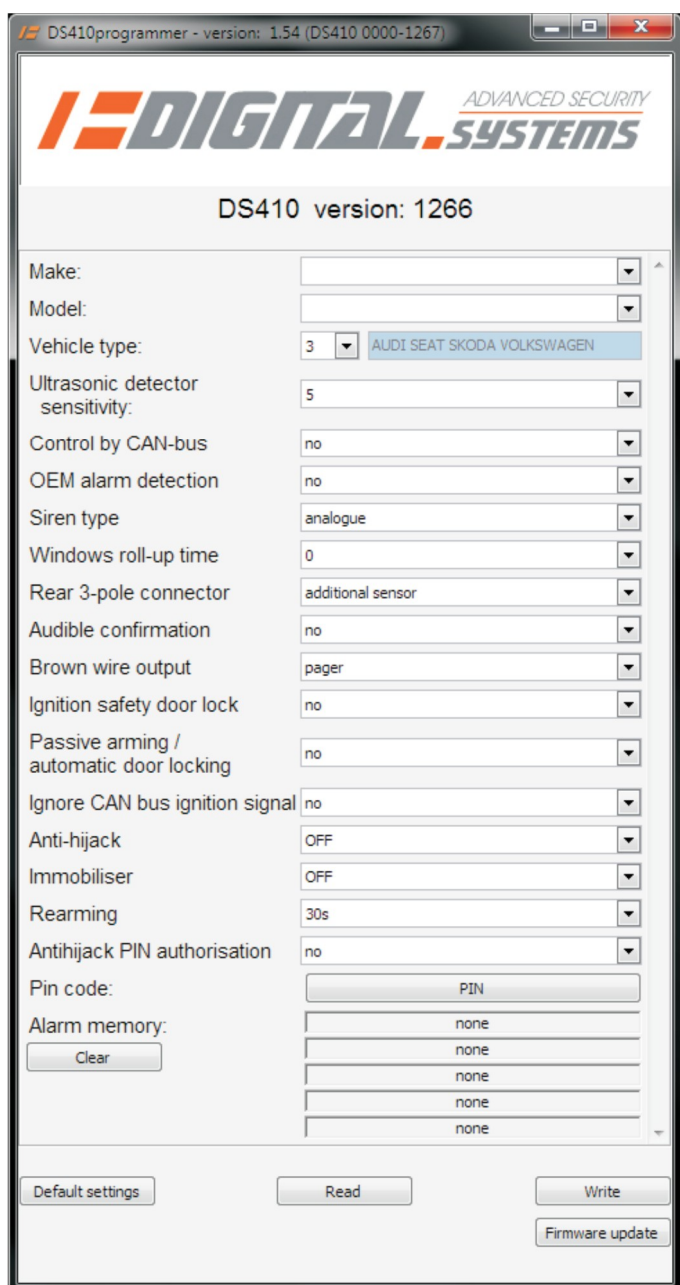 DS410programmer - version: 1.54 (DS410 0000-1267)
DIGITAL.
ADVANCED SECURITY
SYSTEMS
DS410 version: 1266
Make:
Model:
Vehicle type: 3 AUDI SEAT SKODA VOLKSWAGEN
Ultrasonic detector
sensitivity: 5
Control by CAN-bus no
OEM alarm detection no
Siren type analogue
Windows roll-up time 0
Rear 3-pole connector additional sensor
Audible confirmation no
Brown wire output pager
Ignition safety door lock no
Passive arming /
automatic door locking no
Ignore CAN bus ignition signal no
Anti-hijack OFF
Immobiliser OFF
Rearming 30s
Antihijack PIN authorisation no
Pin code: PIN
Alarm memory: none
Clear none
none
none
none
Default settings Read Write
Firmware update